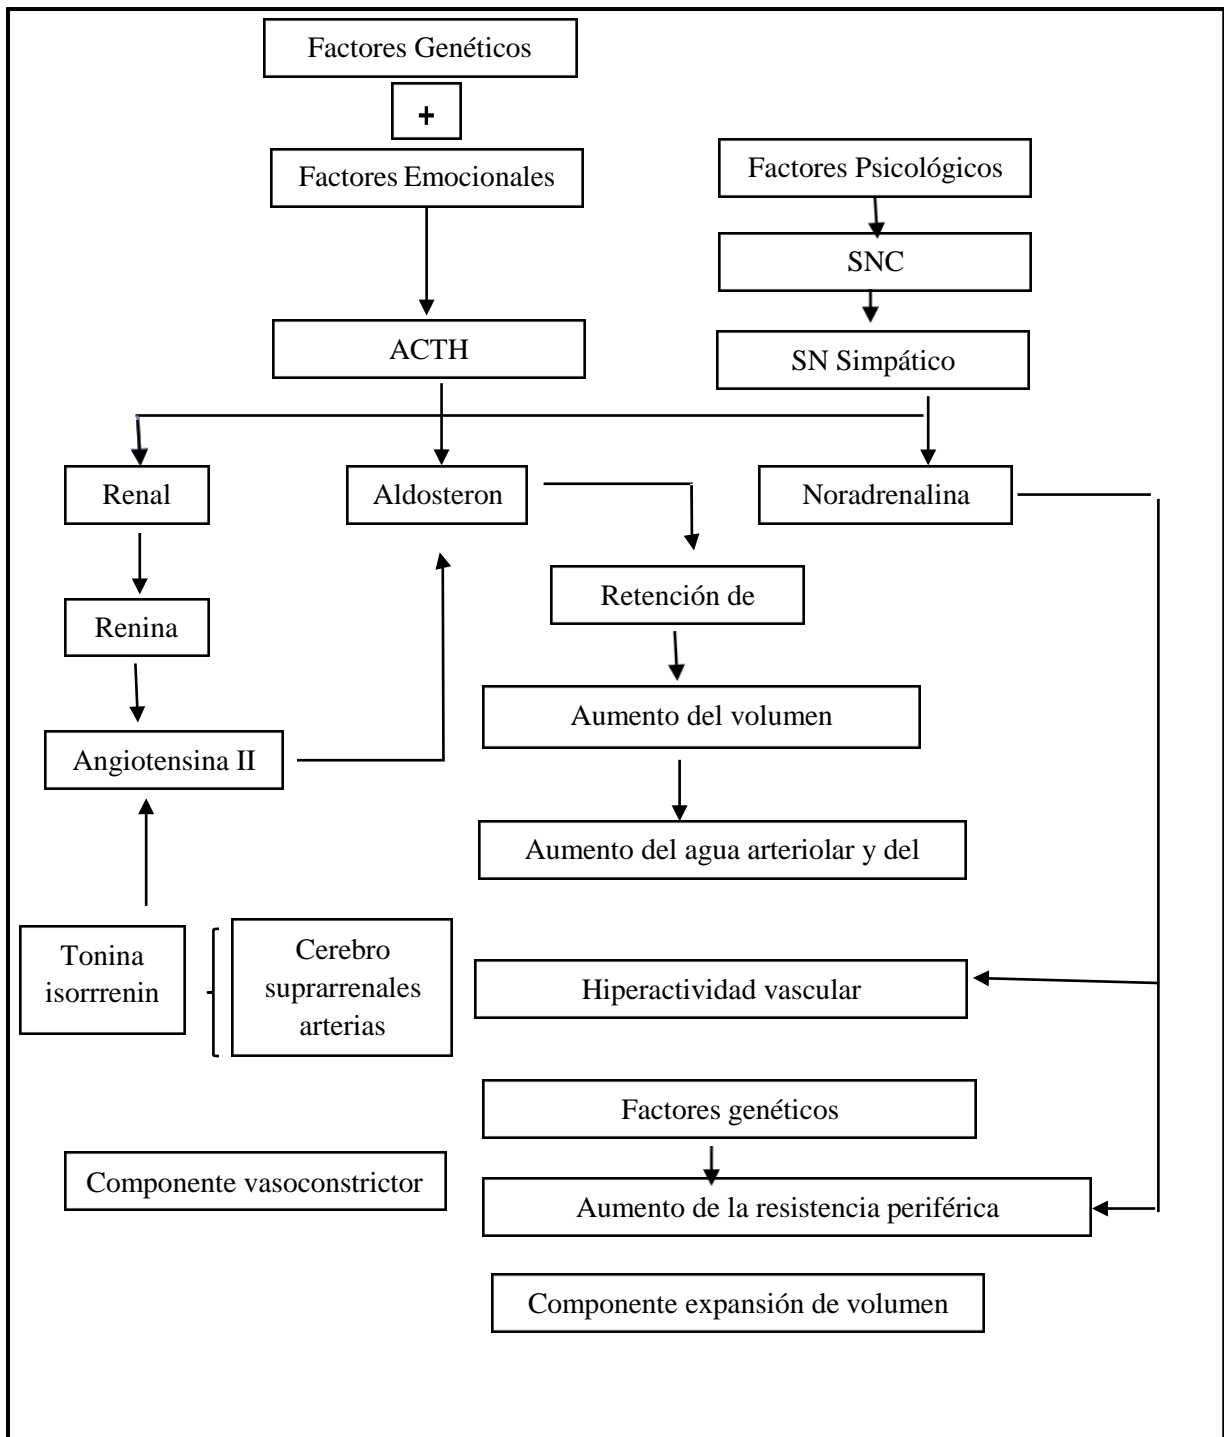 Factores Genéticos
+
Factores Emocionales
Factores Psicológicos
SNC
ACTH
SN Simpático
Renal
Aldosteron
Noradrenalina
Retención de
Renina
Aumento del volumen
Angiotensina II
Aumento del agua arteriolar y del
Tonina
isorrrenin
Cerebro
suprarrenales
arterias
Hiperactividad vascular
Factores genéticos
Componente vasoconstrictor
Aumento de la resistencia periférica
Componente expansión de volumen